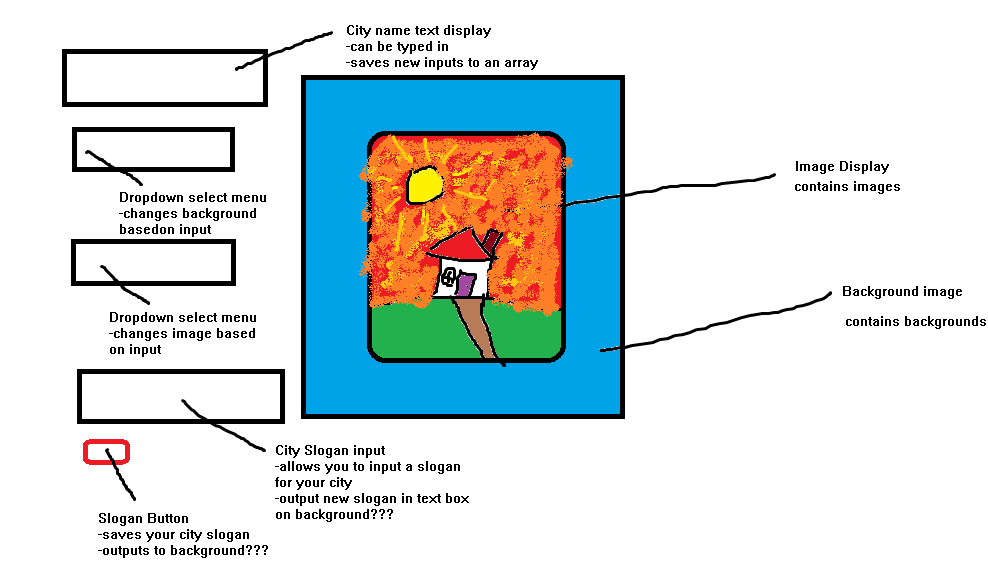 City name text display
-can be typed in
-saves new inputs to an array
Dropdown select menu
-changes background
basedon input
Dropdown select menu
-changes image based
on input
City Slogan input
-allows you to input a slogan
for your city
-output new slogan in text box
on background???
Slogan Button
-saves your city slogan
-outputs to background???
Image Display
contains images
Background image
contains backgrounds